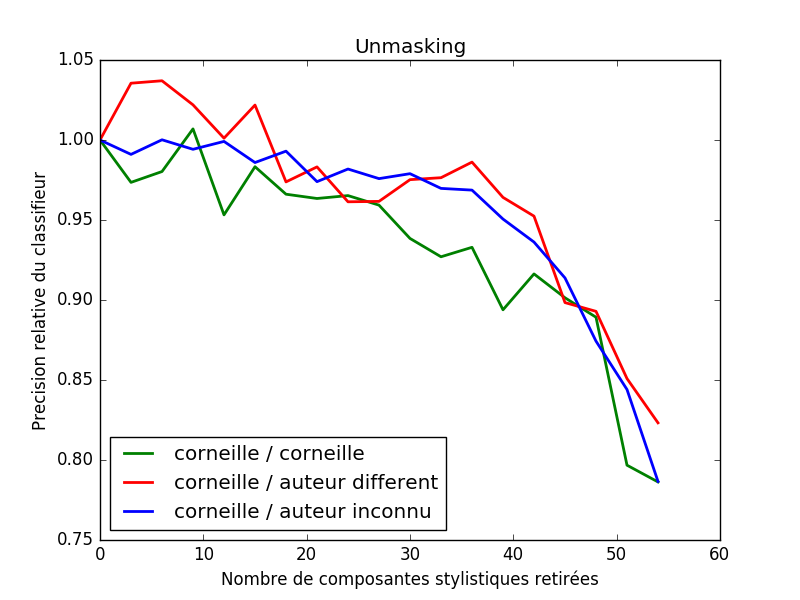 Unmasking
1.05
1.00
0.95
0.90
0.85
0.80
0.75
Precision relative du classifieur
corneille / corneille
corneille / auteur different
corneille / auteur inconnu
0 10 20 30 40 50 60
Nombre de composantes stylistiques retirées